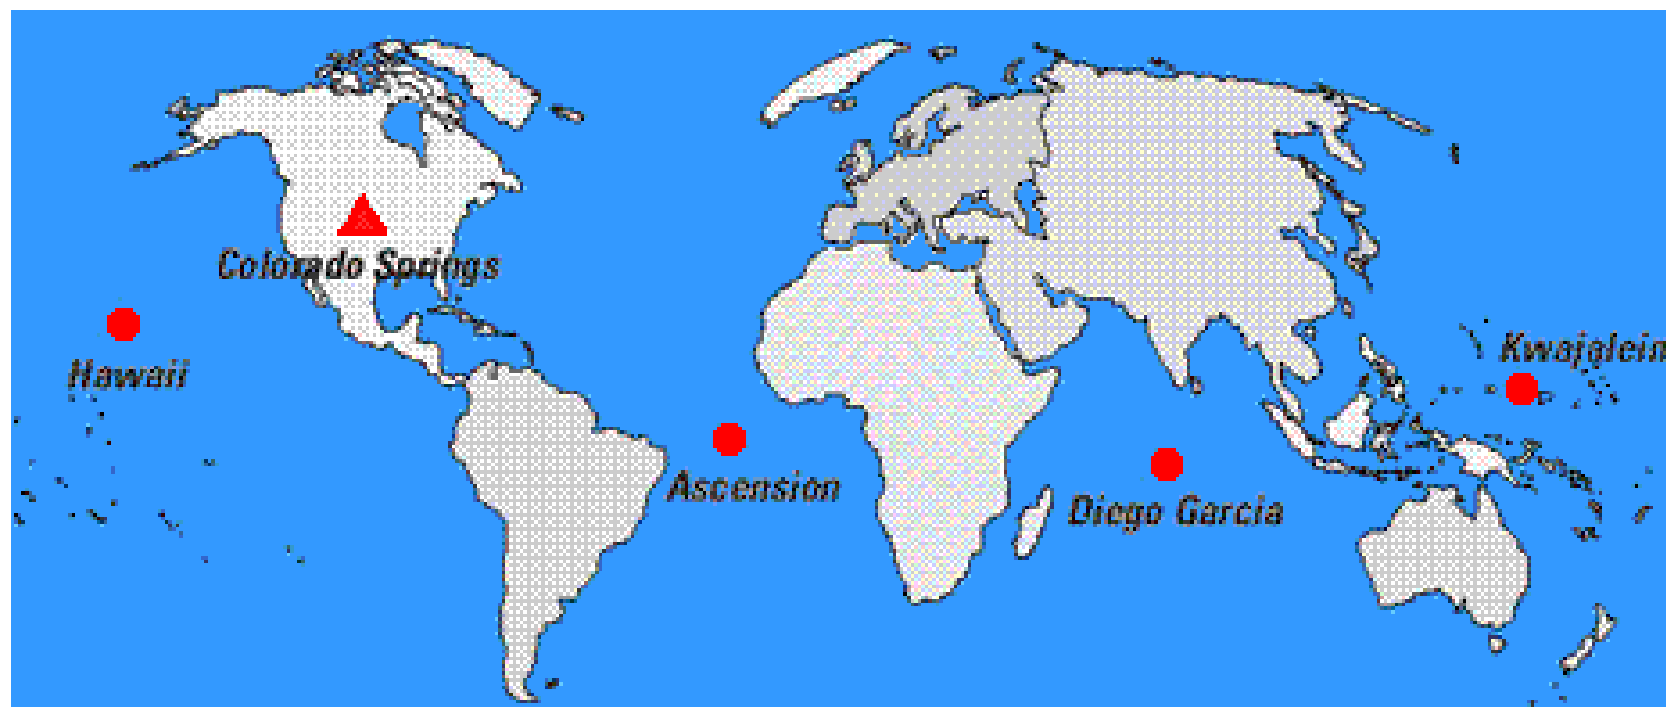 Colorado Springs
Hawaii
Kwajalein
Ascension
Diego Garcia